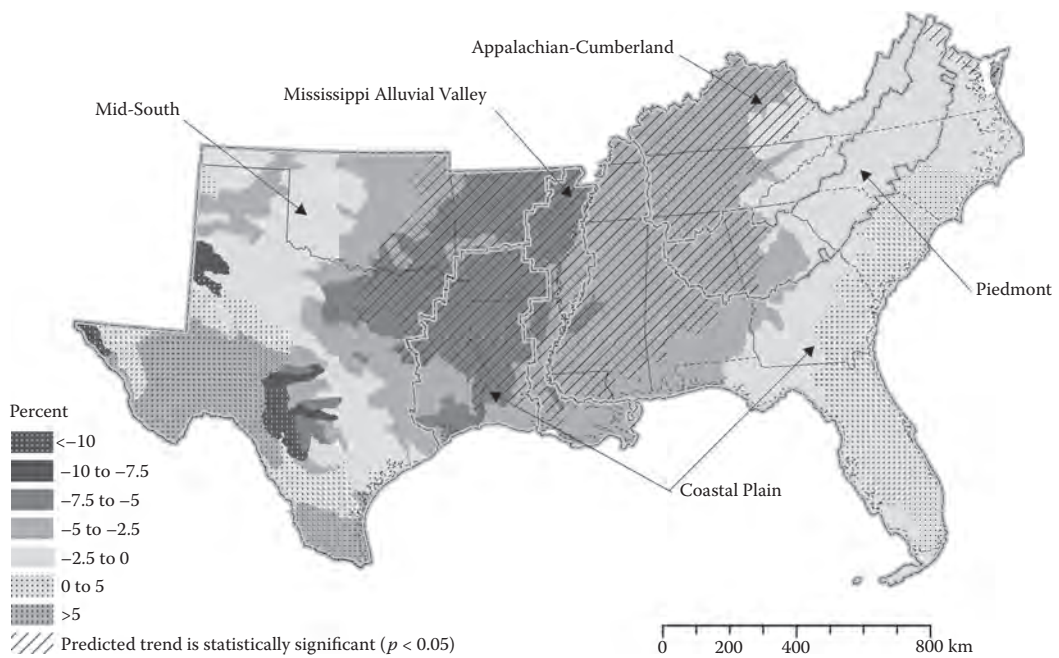 Appalachian-Cumberland
Mississippi Alluvial Valley
Mid-South
Piedmont
Coastal Plain
Percent
<–10
–10 to –7.5
–7.5 to –5
–5 to –2.5
–2.5 to 0
0 to 5
>5
Predicted trend is statistically significant (p < 0.05)
0 200 400 800 km